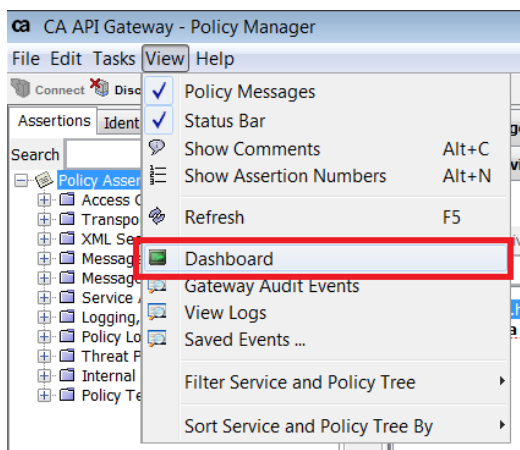 ca CA API Gateway - Policy Manager
File Edit Tasks View Help
Connect Disc
Assertions Ident
Search
Policy Asser
Access C
Transpo
XML Sec
Message
Message
Service A
Logging,
Policy Lo
Threat P
Internal
Policy Te
Policy Messages
Status Bar
Show Comments Alt+C
Show Assertion Numbers Alt+N
Refresh F5
Dashboard
Gateway Audit Events
View Logs
Saved Events ...
Filter Service and Policy Tree
Sort Service and Policy Tree By